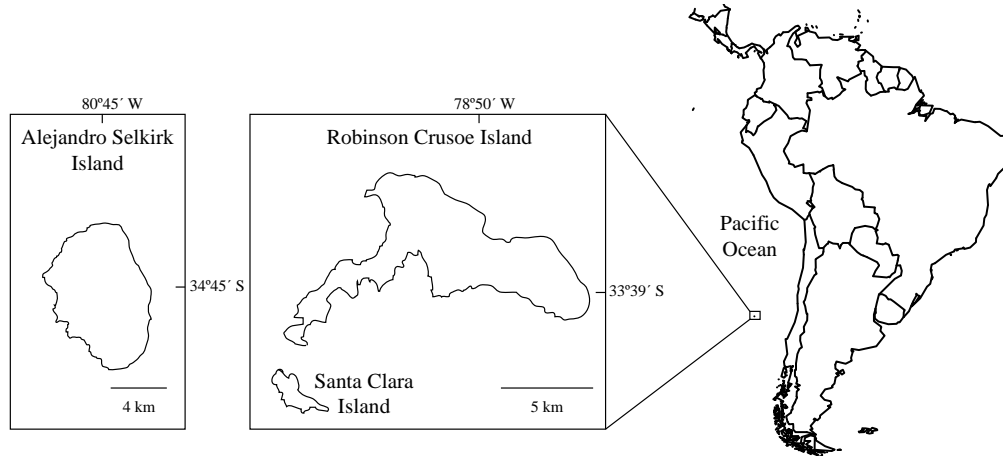 80º45´ W
Alejandro Selkirk
Island
34º45´ S
4 km
78º50´ W
Robinson Crusoe Island
33º39´ S
Santa Clara
Island
5 km
Pacific
Ocean